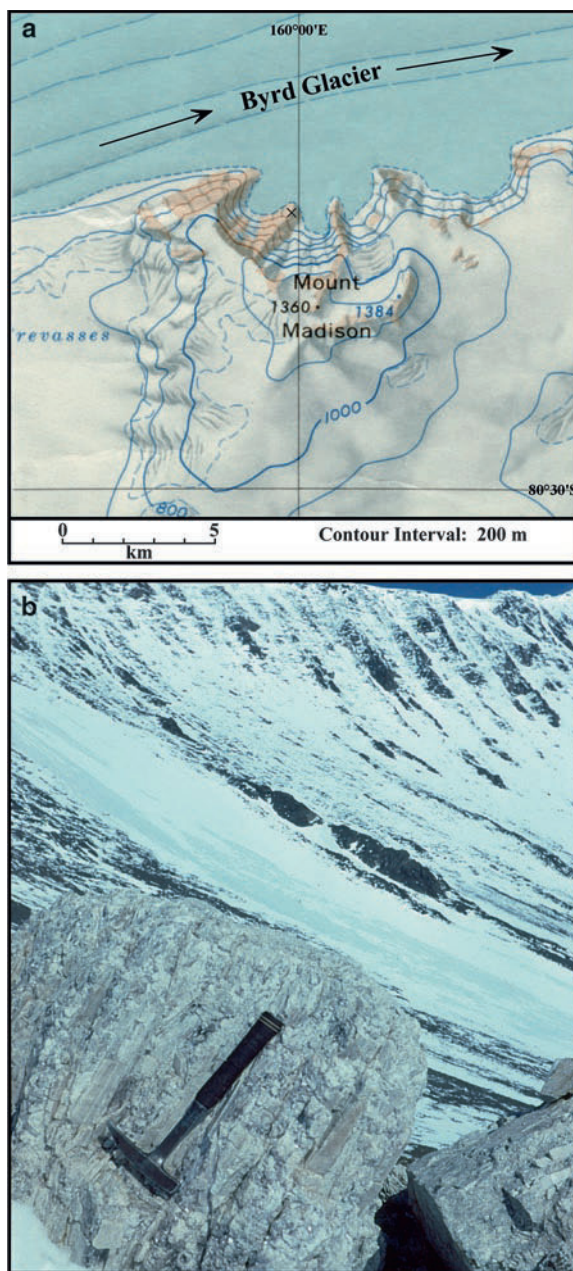 a
160°00'E
Byrd Glacier
Mount
1360
1384
Madison
revasses
1000
800
80°30'S
0 5
km
Contour Interval: 200 m
b